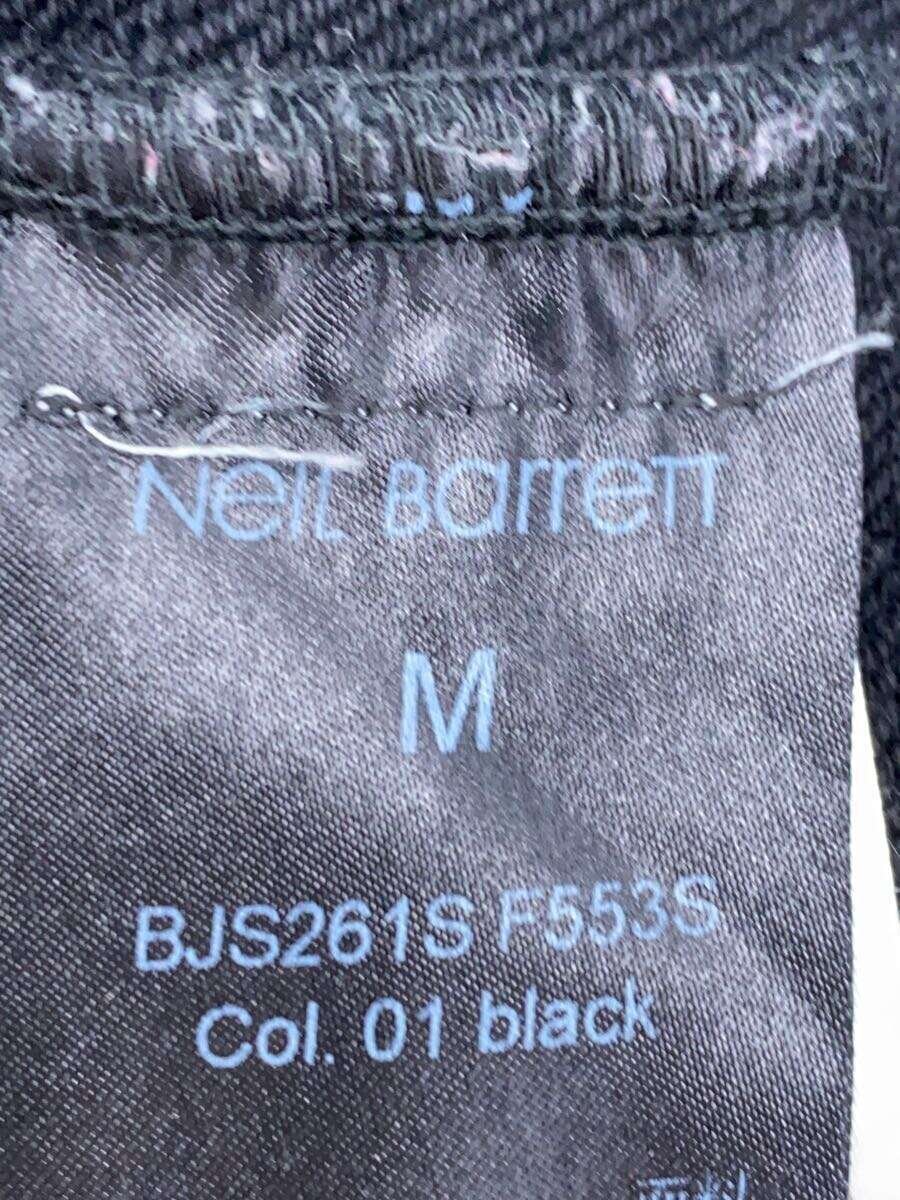 Neil Barrett
M
BJS261S F553S
Col. 01 black